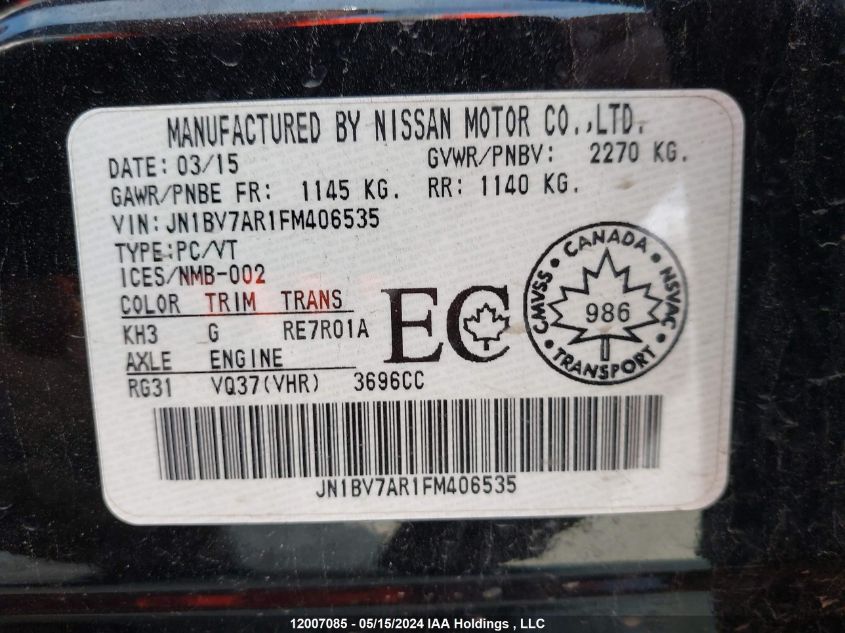 MANUFACTURED BY NISSAN MOTOR CO.,LTD.
DATE: 03/15 GVWR/PNBV: 2270 KG.
GAWR/PNBE FR: 1145 KG. RR: 1140 KG.
VIN: JN1BV7AR1FM406535
TYPE:PC/VT
ICES/NMB-002
COLOR TRIM TRANS
KH3 G RE7R01A
AXLE ENGINE
RG31 VQ37(VHR) 3696CC
EC
CANADA
CMVSS • NSVAC
986
TRANSPORT
JN1BV7AR1FM406535
12007085 - 05/15/2024 IAA Holdings , LLC